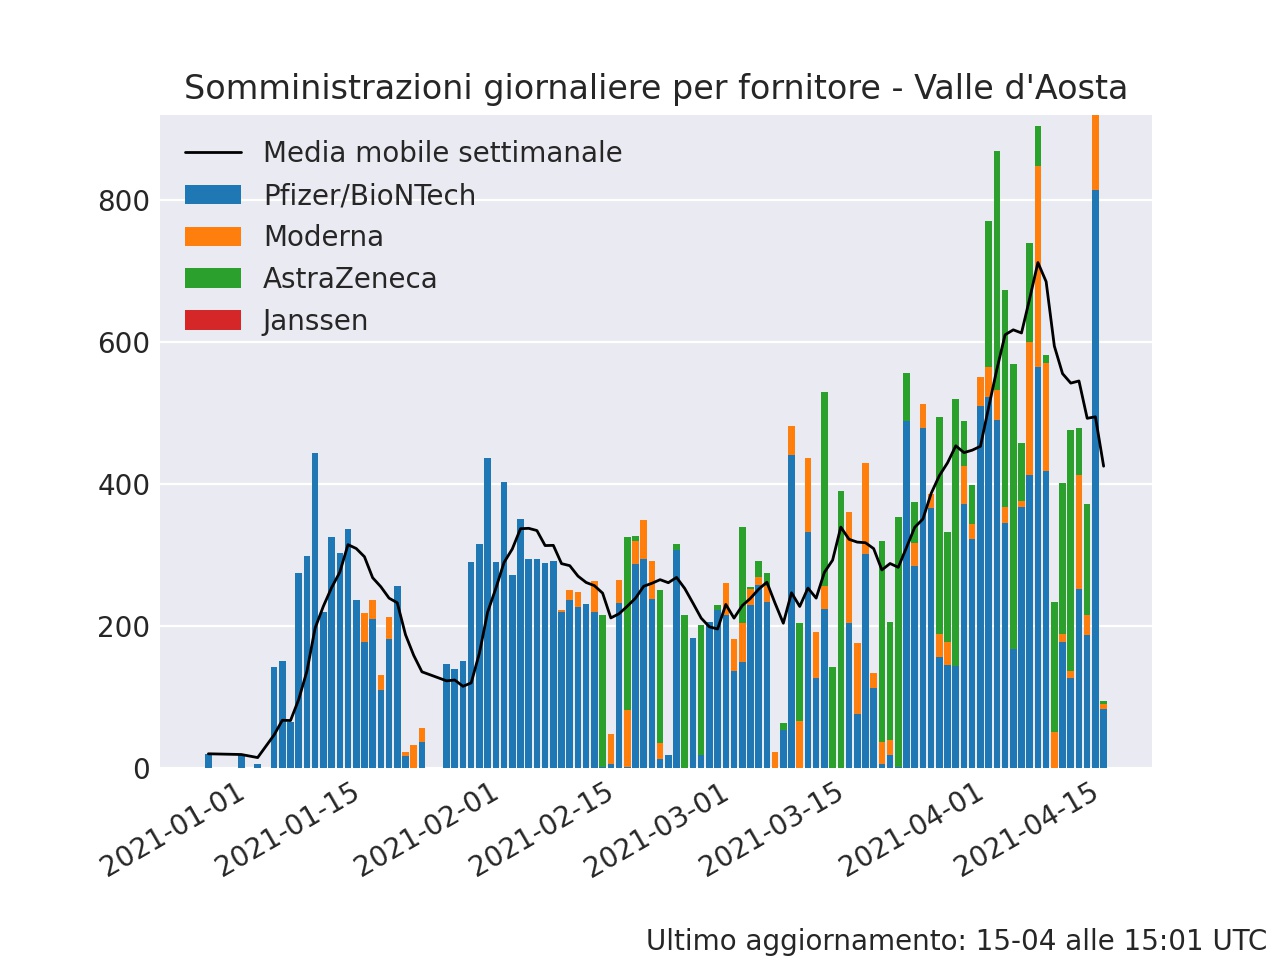 Somministrazioni giornaliere per fornitore - Valle d'Aosta
Media mobile settimanale
Pfizer/BioNTech
Moderna
AstraZeneca
Janssen
800
600
400
200
0
2021-01-01
2021-01-15
2021-02-01
2021-02-15
2021-03-01
2021-03-15
2021-04-01
2021-04-15
Ultimo aggiornamento: 15-04 alle 15:01 UTC